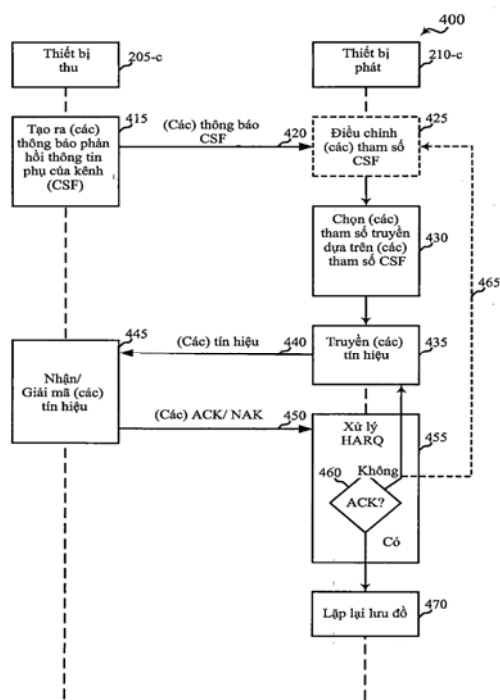 400
Thiết bị
thu
205-c
Thiết bị
phát
210-c
415
Tạo ra (các)
thông báo phản
hồi thông tin
phụ của kênh
(CSF)
(Các) thông báo
CSF
420
425
Điều chỉnh
(các) tham số
CSF
Chọn (các)
tham số truyền
dựa trên (các)
tham số CSF
430
465
445
(Các) tín hiệu
440
Truyền (các)
tín hiệu
435
Nhận/
Giải mã (các)
tín hiệu
(Các) ACK/ NAK
450
Xử lý
HARQ
455
Không
460
ACK?
Có
Lặp lại lưu đồ
470